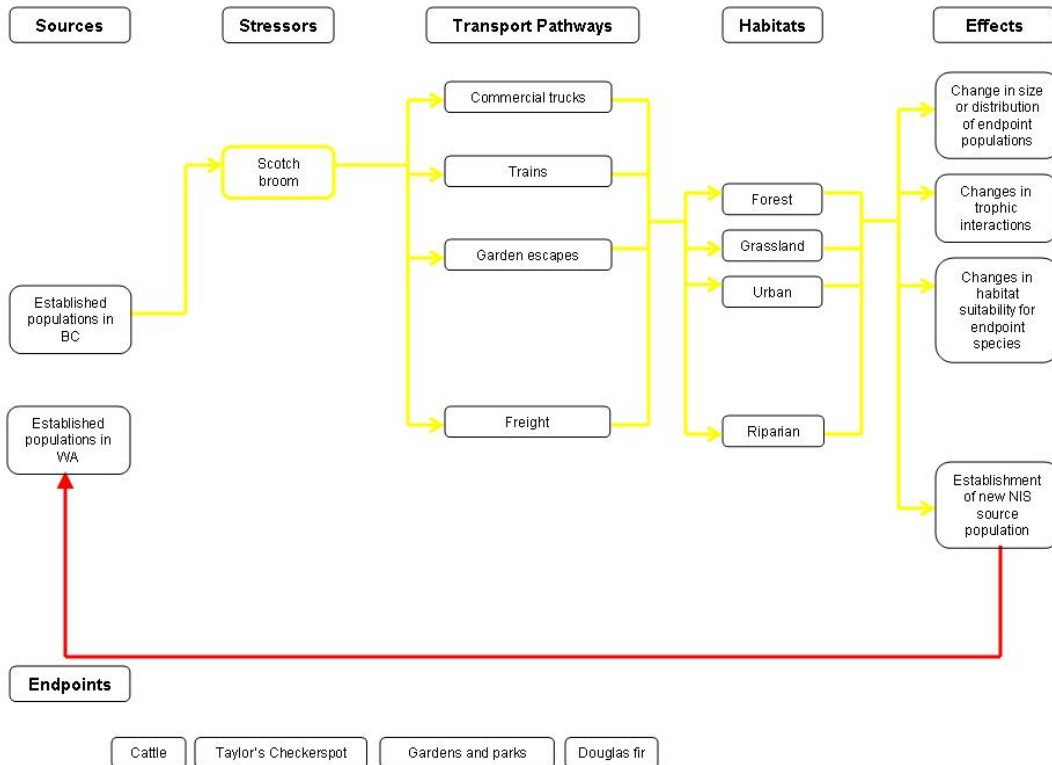 Sources
Stressors
Transport Pathways
Habitats
Effects
Commercial trucks
Change in size
or distribution
of endpoint
populations
Scotch
broom
Trains
Forest
Changes in
trophic
interactions
Garden escapes
Grassland
Urban
Changes in
habitat
suitability for
endpoint
species
Established
populations in
BC
Established
populations in
WA
Freight
Riparian
Establishment
of new NIS
source
population
Endpoints
Cattle
Taylor's Checkerspot
Gardens and parks
Douglas fir